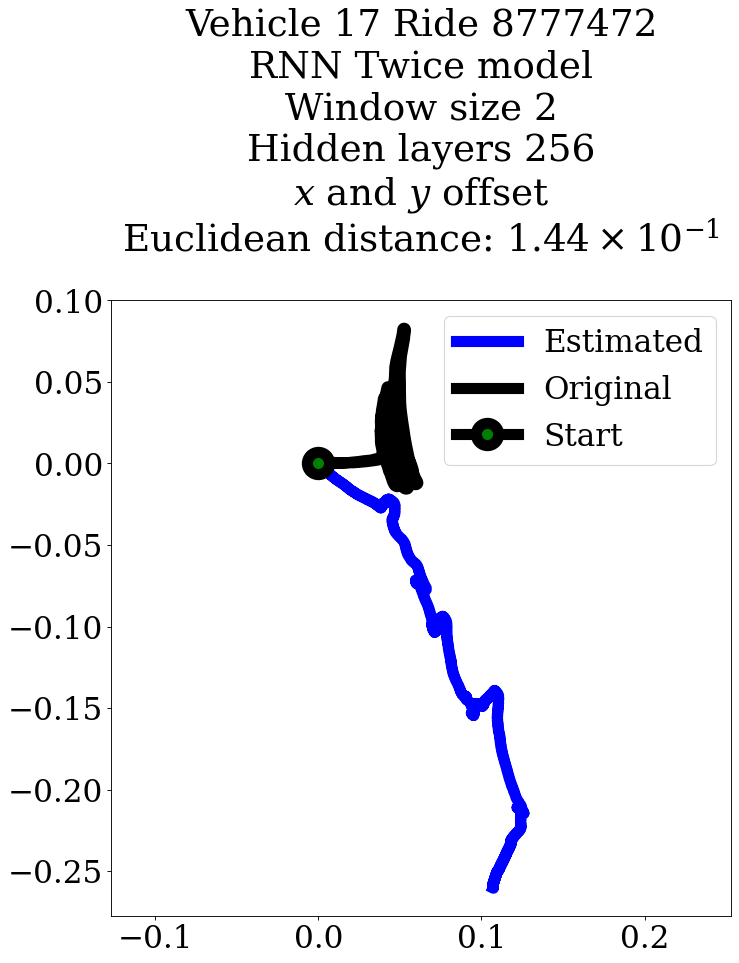 Vehicle 17 Ride 8777472
RNN Twice model
Window size 2
Hidden layers 256
x and y offset
Euclidean distance: 1.44 × 10⁻¹
0.10
0.05
0.00
−0.05
−0.10
−0.15
−0.20
−0.25
Estimated
Original
Start
−0.1 0.0 0.1 0.2